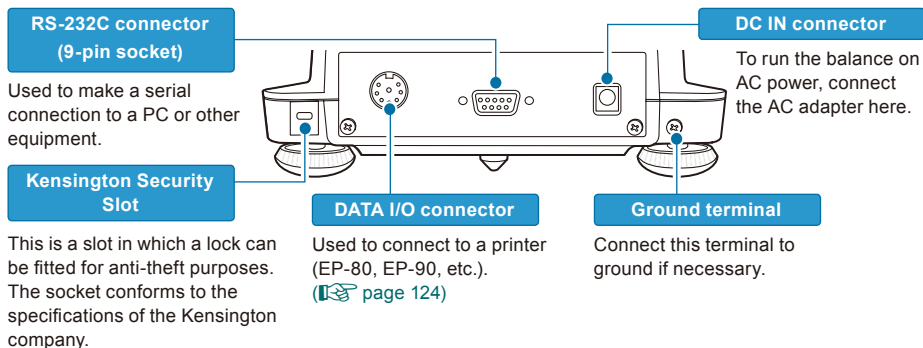 RS-232C connector
(9-pin socket)
Used to make a serial
connection to a PC or other
equipment.
Kensington Security
Slot
This is a slot in which a lock can
be fitted for anti-theft purposes.
The socket conforms to the
specifications of the Kensington
company.
DATA I/O connector
Used to connect to a printer
(EP-80, EP-90, etc.).
(☞ page 124)
DC IN connector
To run the balance on
AC power, connect
the AC adapter here.
Ground terminal
Connect this terminal to
ground if necessary.